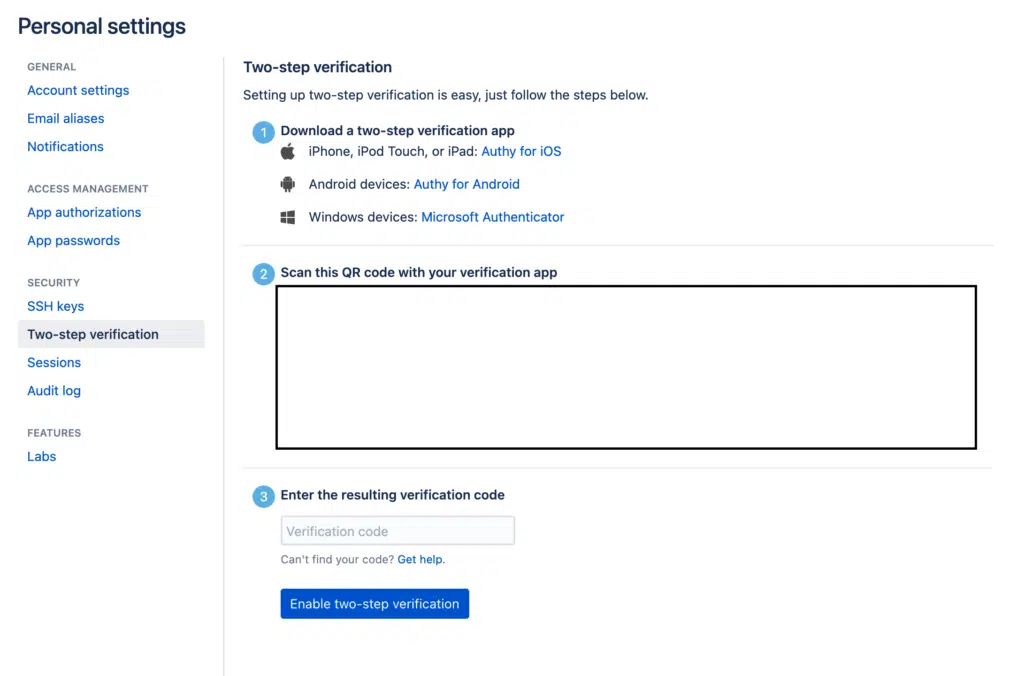 Personal settings
GENERAL
Account settings
Email aliases
Notifications
ACCESS MANAGEMENT
App authorizations
App passwords
SECURITY
SSH keys
Two-step verification
Sessions
Audit log
FEATURES
Labs
Two-step verification
Setting up two-step verification is easy, just follow the steps below.
1 Download a two-step verification app
iPhone, iPod Touch, or iPad: Authy for iOS
Android devices: Authy for Android
Windows devices: Microsoft Authenticator
2 Scan this QR code with your verification app
3 Enter the resulting verification code
Verification code
Can't find your code? Get help.
Enable two-step verification